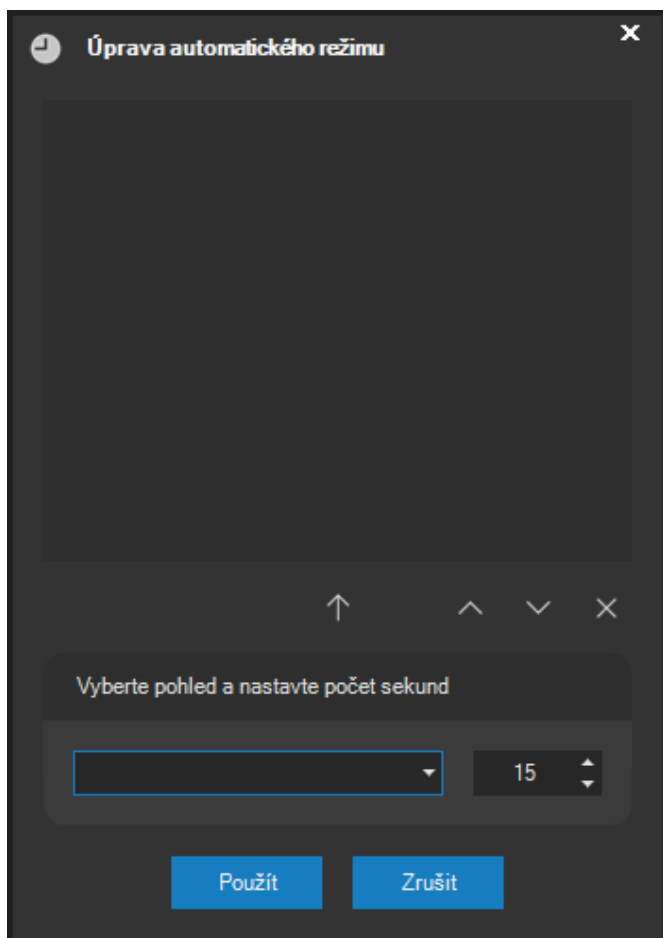 Úprava automatického režimu
Vyberte pohled a nastavte počet sekund
15
Použít
Zrušit